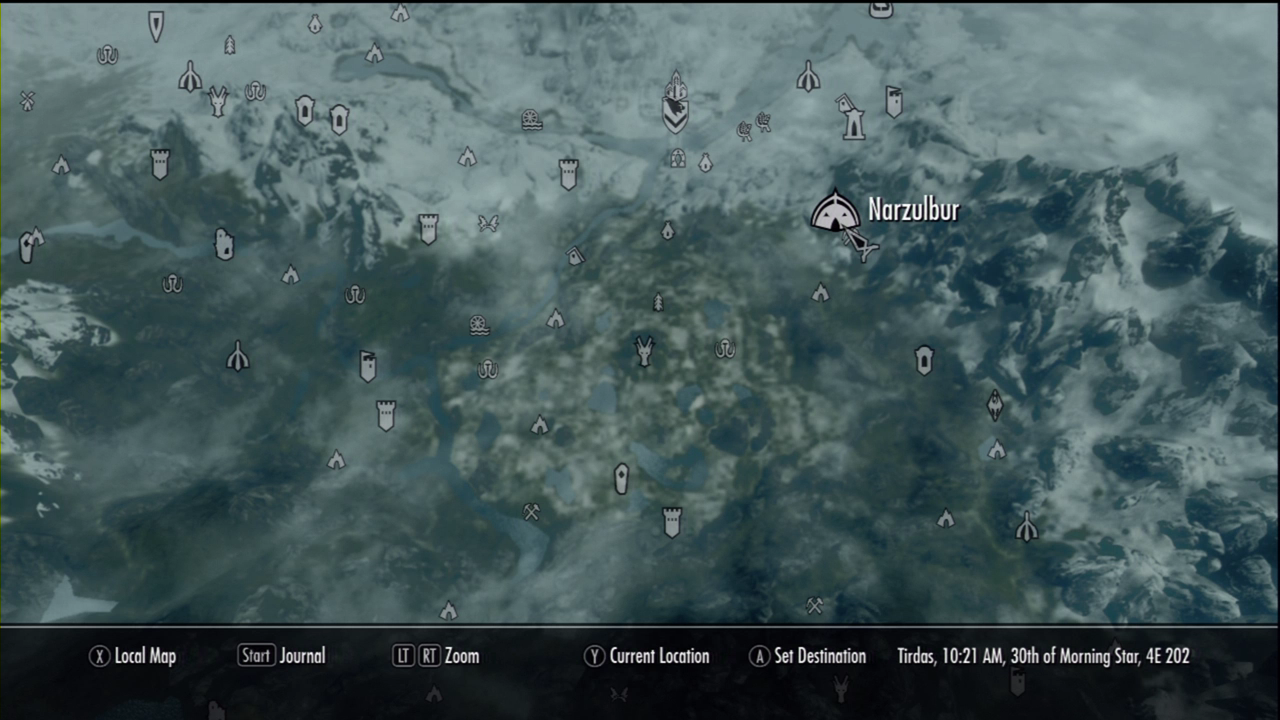 Narzulbur
X Local Map
Start Journal
LT RT Zoom
Y Current Location
A Set Destination
Tirdas, 10:21 AM, 30th of Morning Star, 4E 202